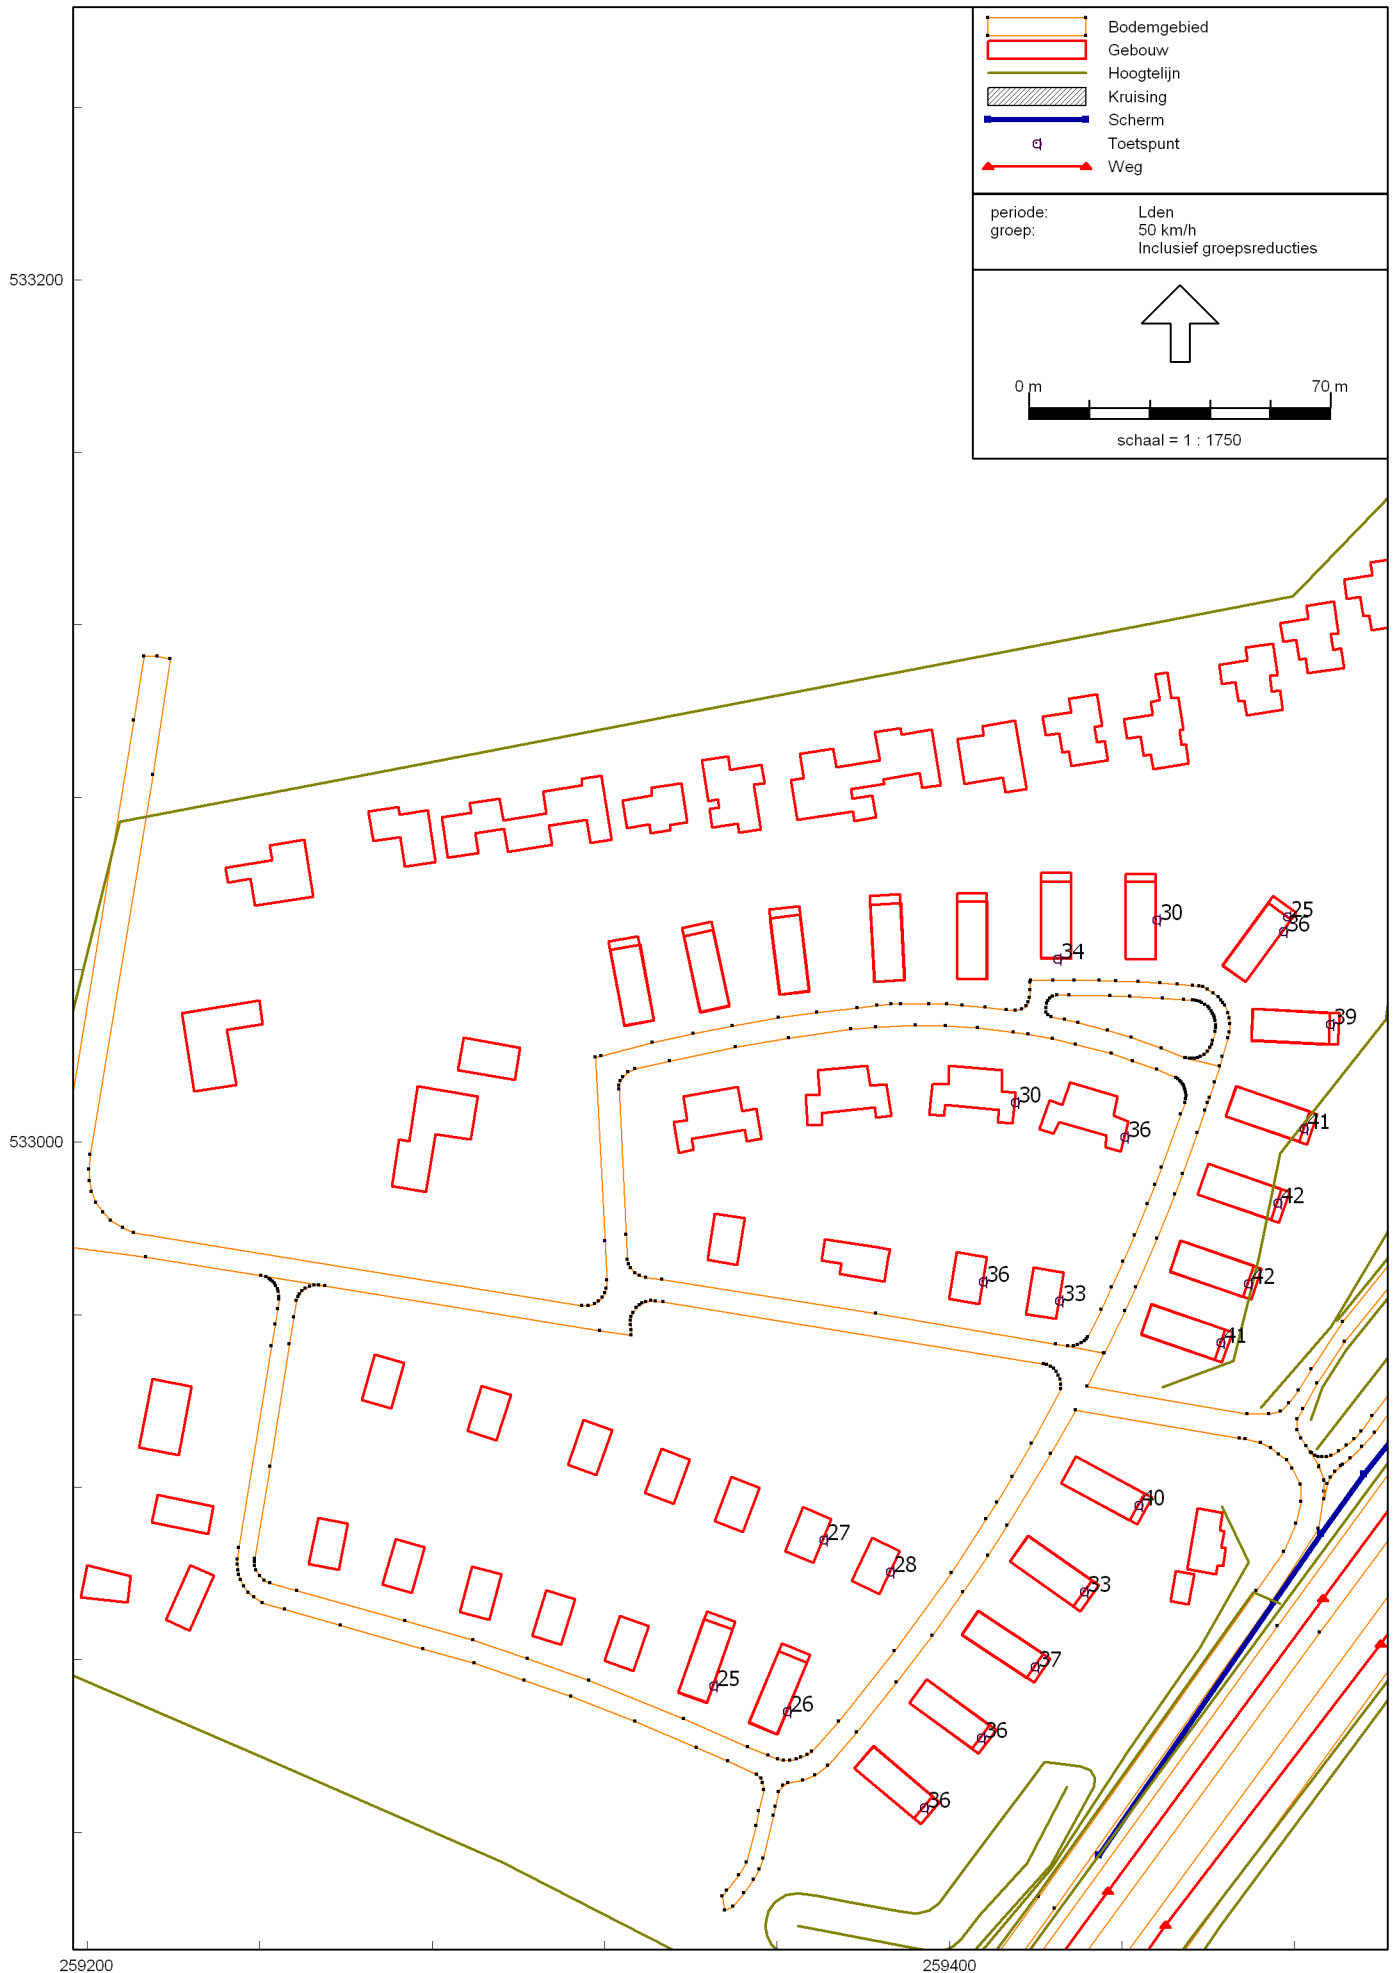 Bodemgebied
Gebouw
Hoogtelijn
Kruising
Scherm
Toetspunt
Weg
periode: Lden
groep: 50 km/h
Inclusief groepsreducties
533200
0 m 70 m
schaal = 1 : 1750
25
30
36
34
39
30
41
36
533000
42
36
42
33
41
40
27
28
33
37
25
26
36
36
259200 259400